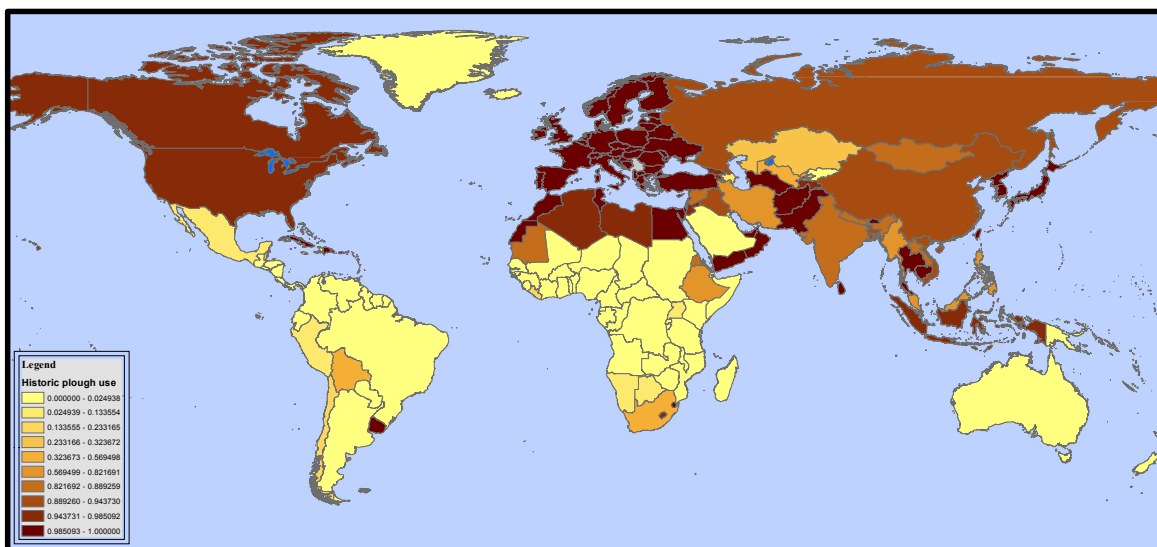 Legend
Historic plough use
0.000000 - 0.024938
0.024939 - 0.133554
0.133555 - 0.233165
0.233166 - 0.323672
0.323673 - 0.569498
0.569499 - 0.821691
0.821692 - 0.889259
0.889260 - 0.943730
0.943731 - 0.985092
0.985093 - 1.000000